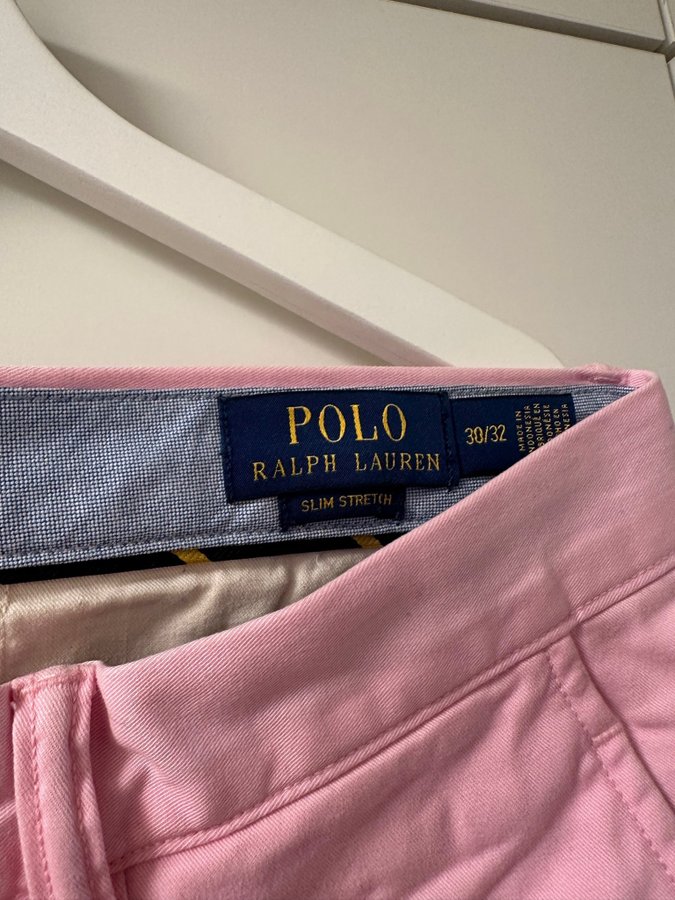 POLO
RALPH LAUREN
SLIM STRETCH
30/32
MADE IN
INDONESIA